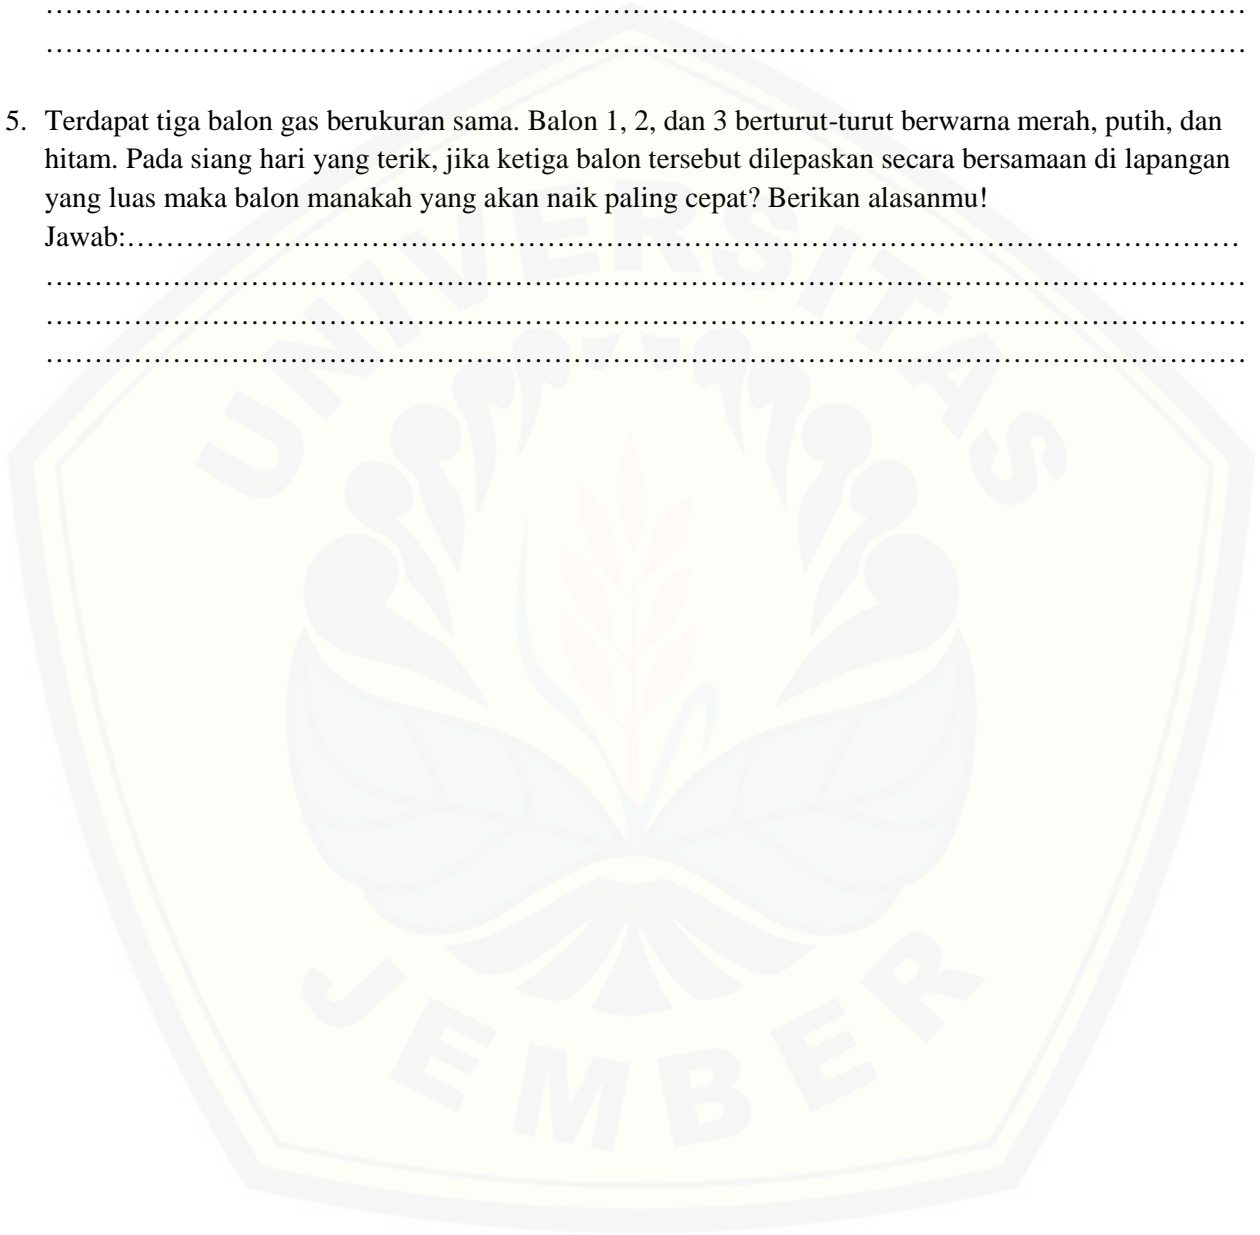 ……………………………………………………………………………………………………………
……………………………………………………………………………………………………………
5. Terdapat tiga balon gas berukuran sama. Balon 1, 2, dan 3 berturut-turut berwarna merah, putih, dan
hitam. Pada siang hari yang terik, jika ketiga balon tersebut dilepaskan secara bersamaan di lapangan
yang luas maka balon manakah yang akan naik paling cepat? Berikan alasanmu!
Jawab:……………………………………………………………………………………………………
……………………………………………………………………………………………………………
……………………………………………………………………………………………………………
……………………………………………………………………………………………………………
UNIVERSITAS
JEMBER